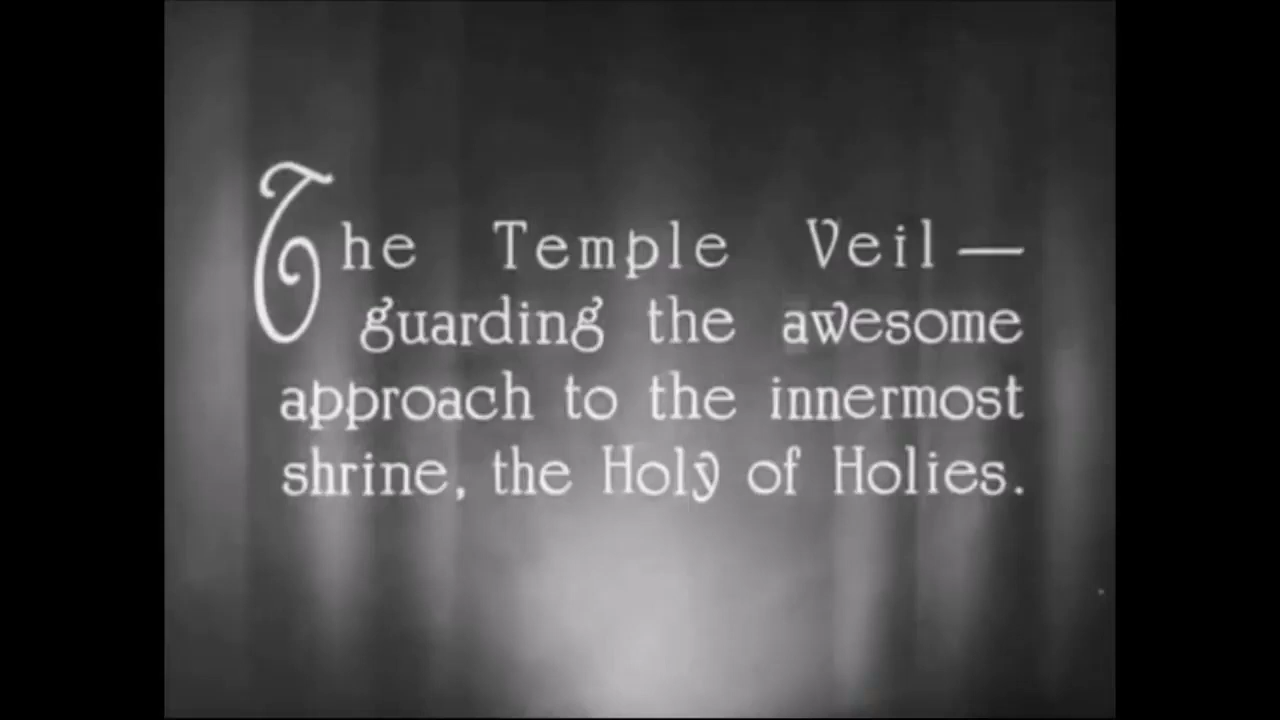 The Temple Veil —
guarding the awesome
approach to the innermost
shrine, the Holy of Holies.